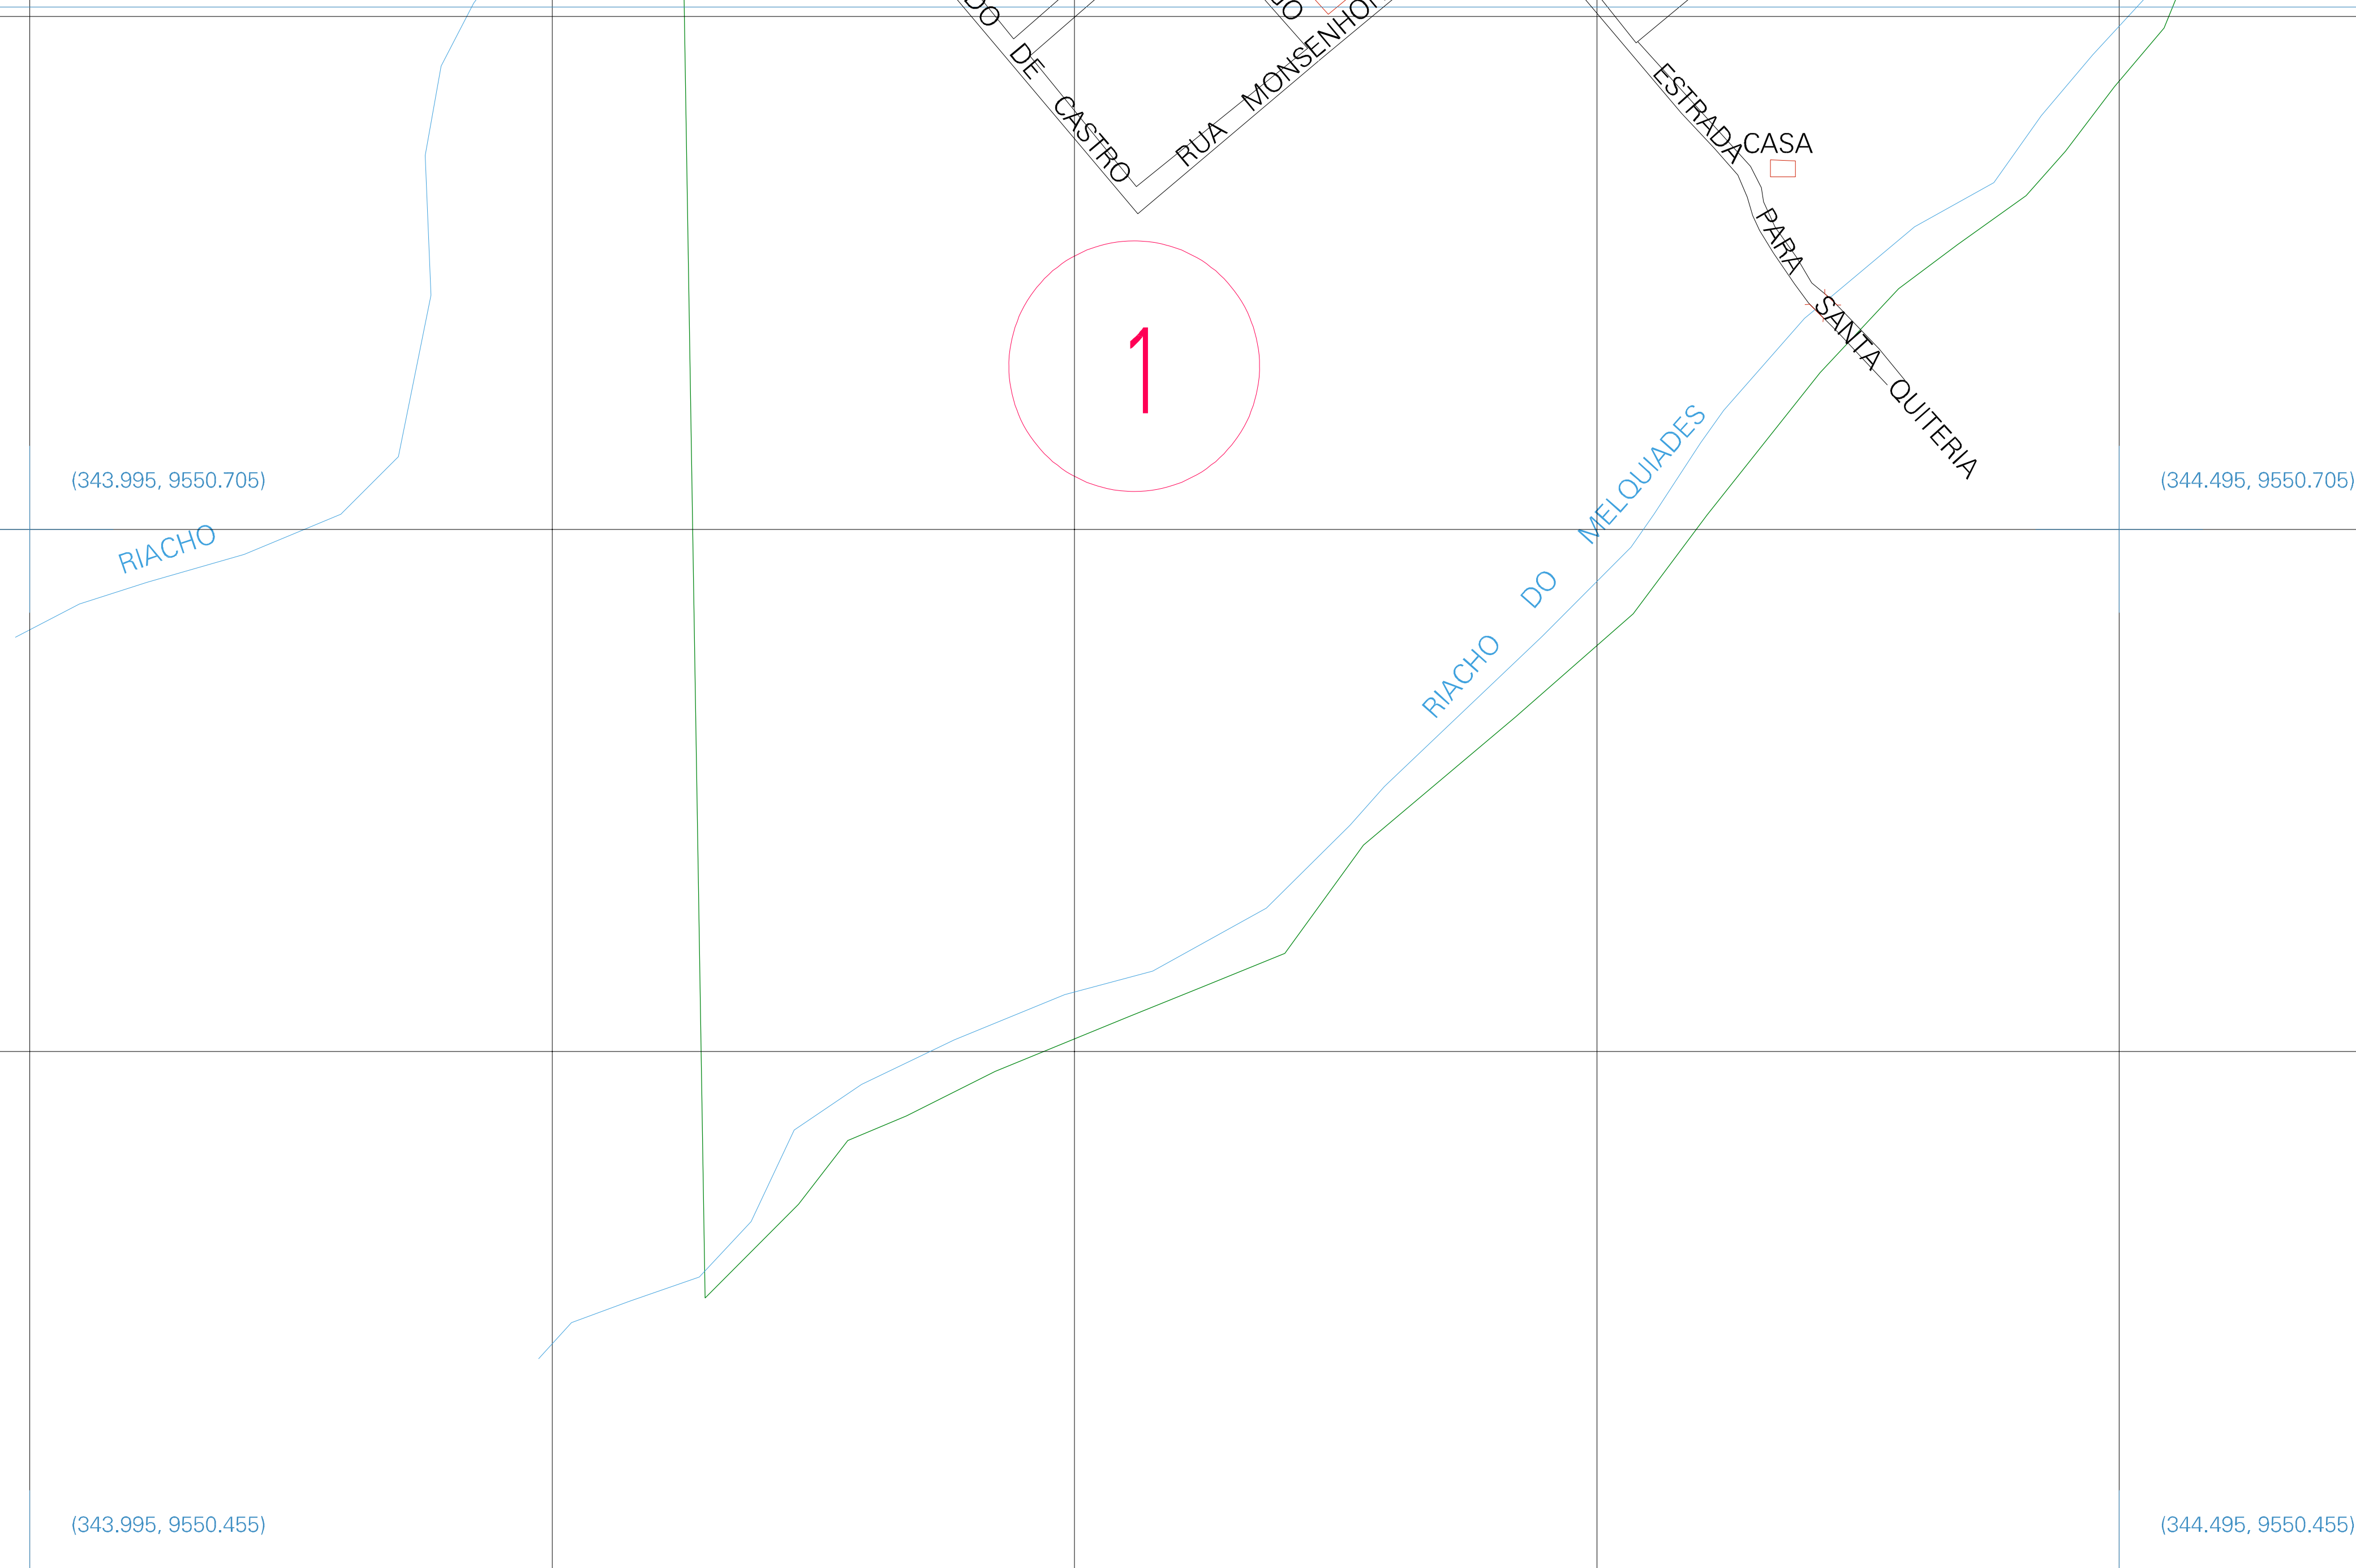 DO
DE
CASTRO
RUA MONSENHOR
ESTRADA
PARA
SANTA
QUITERIA
CASA
1
(343.995, 9550.705)
(344.495, 9550.705)
RIACHO
RIACHO DO MELQUIADES
(343.995, 9550.455)
(344.495, 9550.455)